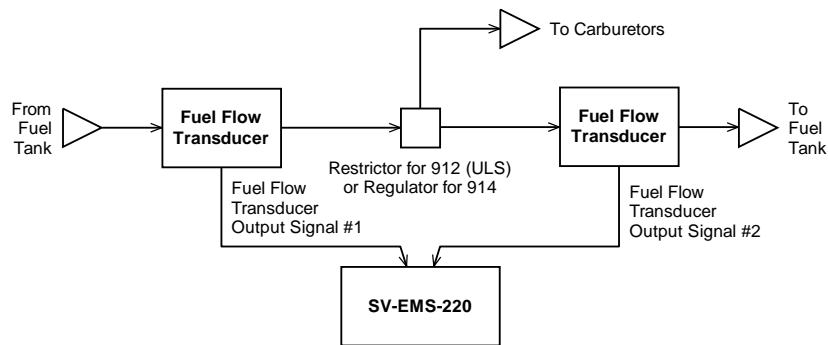 To Carburetors
From
Fuel
Tank
Fuel Flow
Transducer
Fuel Flow
Transducer
To
Fuel
Tank
Restrictor for 912 (ULS)
or Regulator for 914
Fuel Flow
Transducer
Output Signal #1
Fuel Flow
Transducer
Output Signal #2
SV-EMS-220